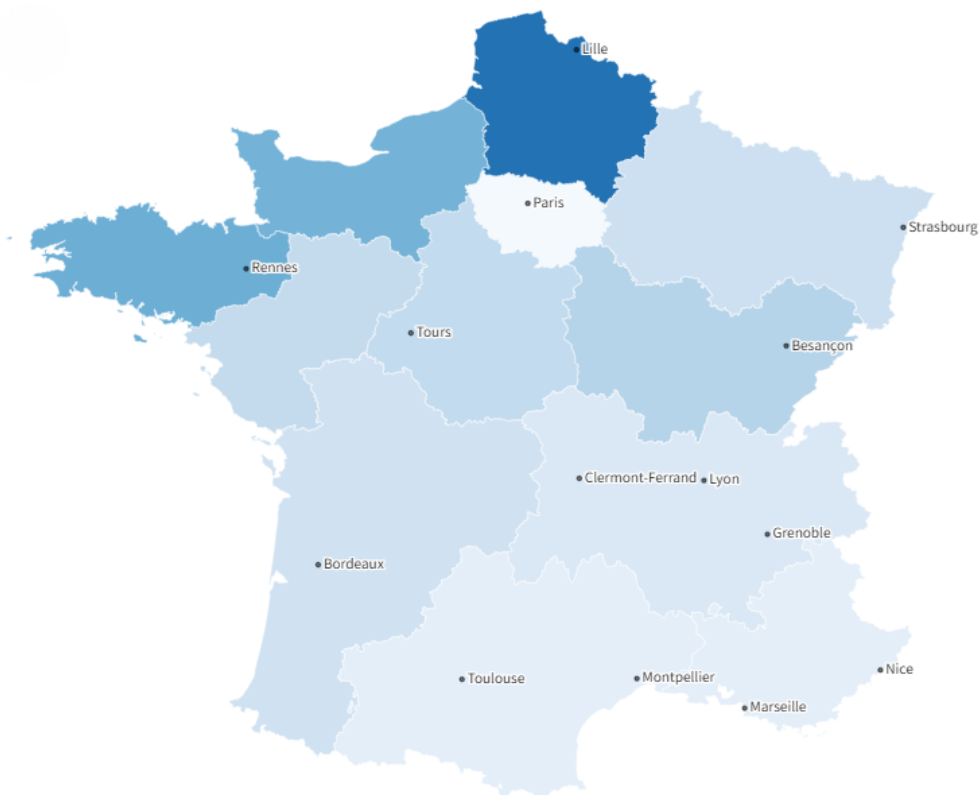 Lille
Paris
Strasbourg
Rennes
Tours
Besançon
Clermont-Ferrand
Lyon
Grenoble
Bordeaux
Nice
Montpellier
Toulouse
Marseille